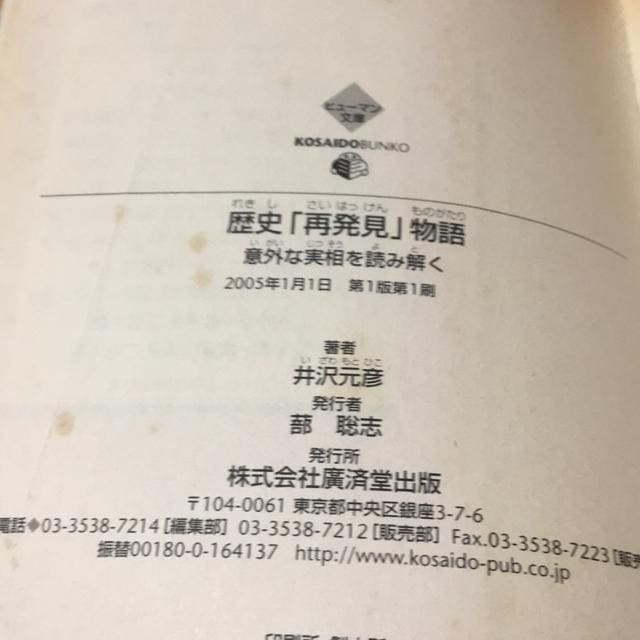 ヒューマン
文庫
KOSAIDOBUNKO
れきし さいはっけん ものがたり
歴史「再発見」物語
いがい じっそう よ と
意外な実相を読み解く
2005年1月1日 第1版第1刷
著者
いざわもとひこ
井沢元彦
発行者
蔀 聡志
発行所
株式会社廣済堂出版
〒104-0061 東京都中央区銀座3-7-6
電話◆03-3538-7214[編集部] 03-3538-7212[販売部] Fax.03-3538-7223[販売
振替00180-0-164137 http://www.kosaido-pub.co.jp